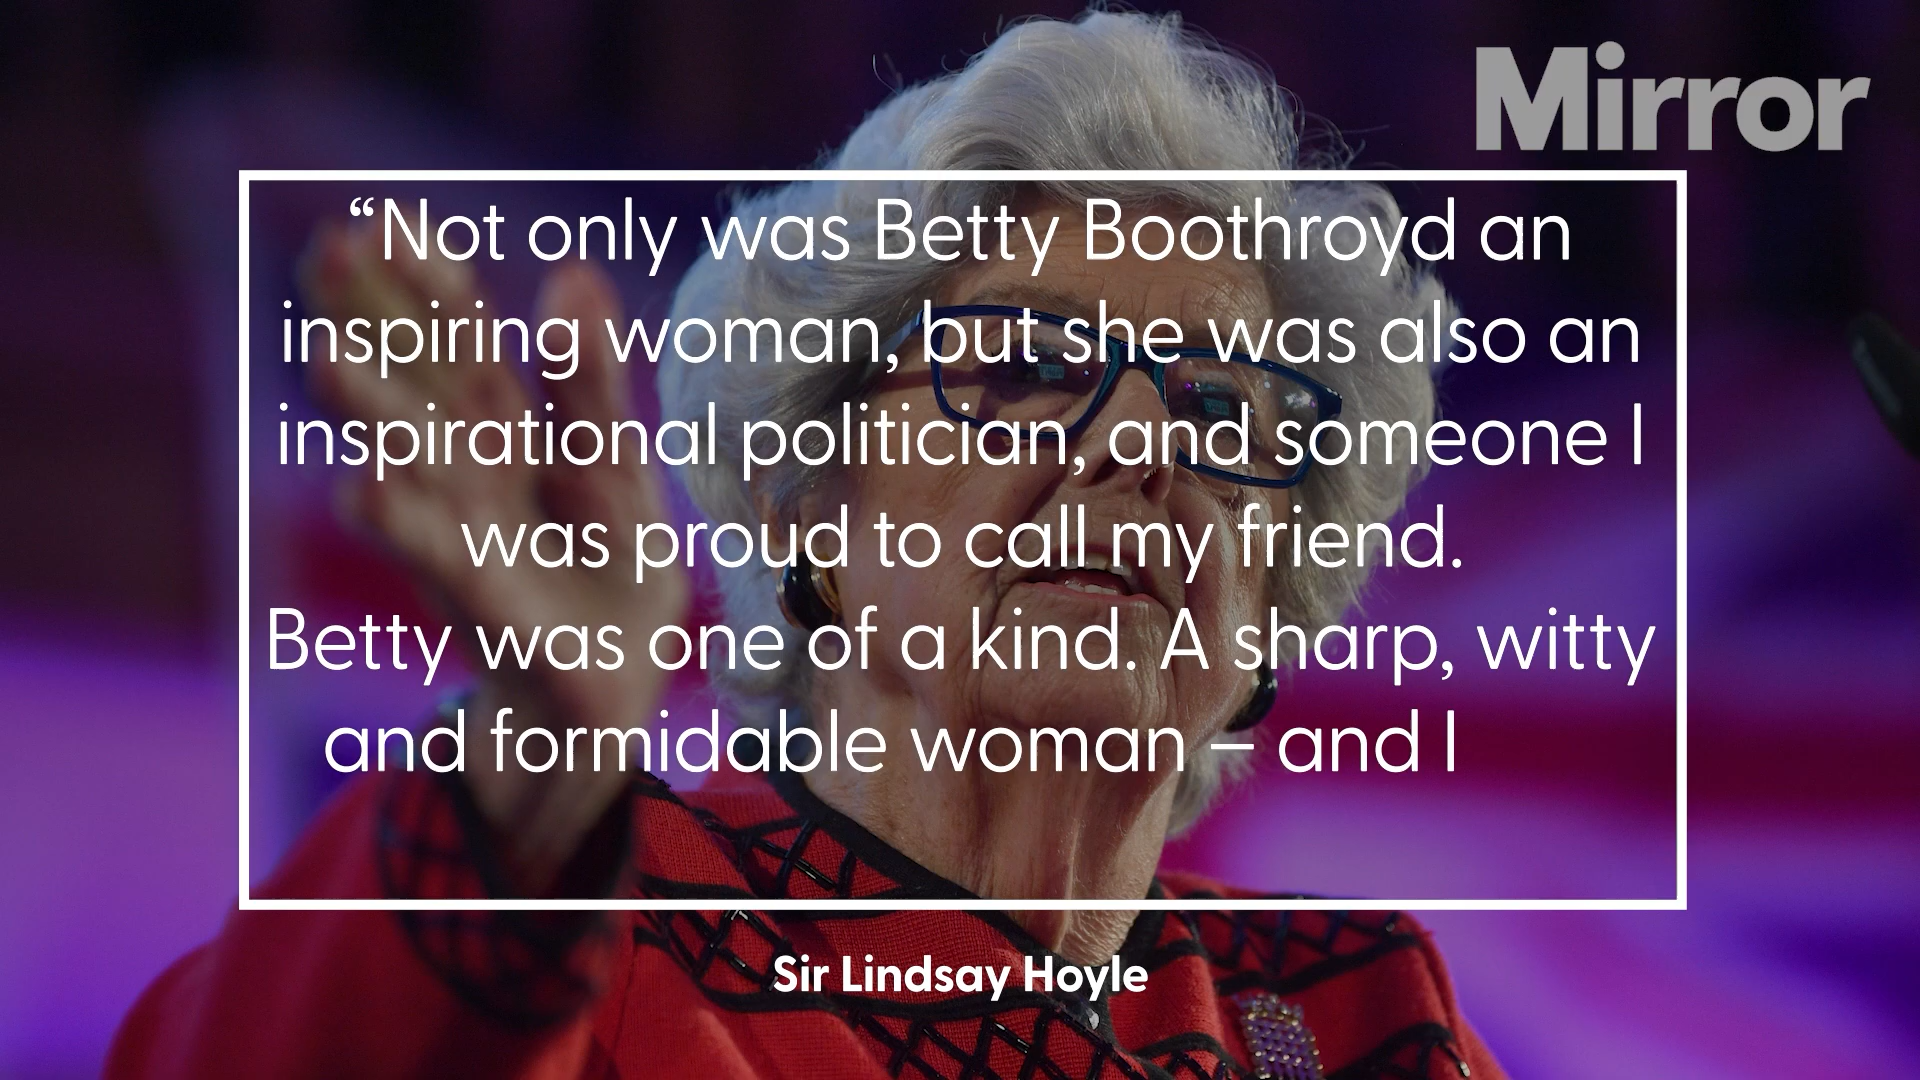 Mirror
“Not only was Betty Boothroyd an
inspiring woman, but she was also an
inspirational politician, and someone I
was proud to call my friend.
Betty was one of a kind. A sharp, witty
and formidable woman – and I
Sir Lindsay Hoyle